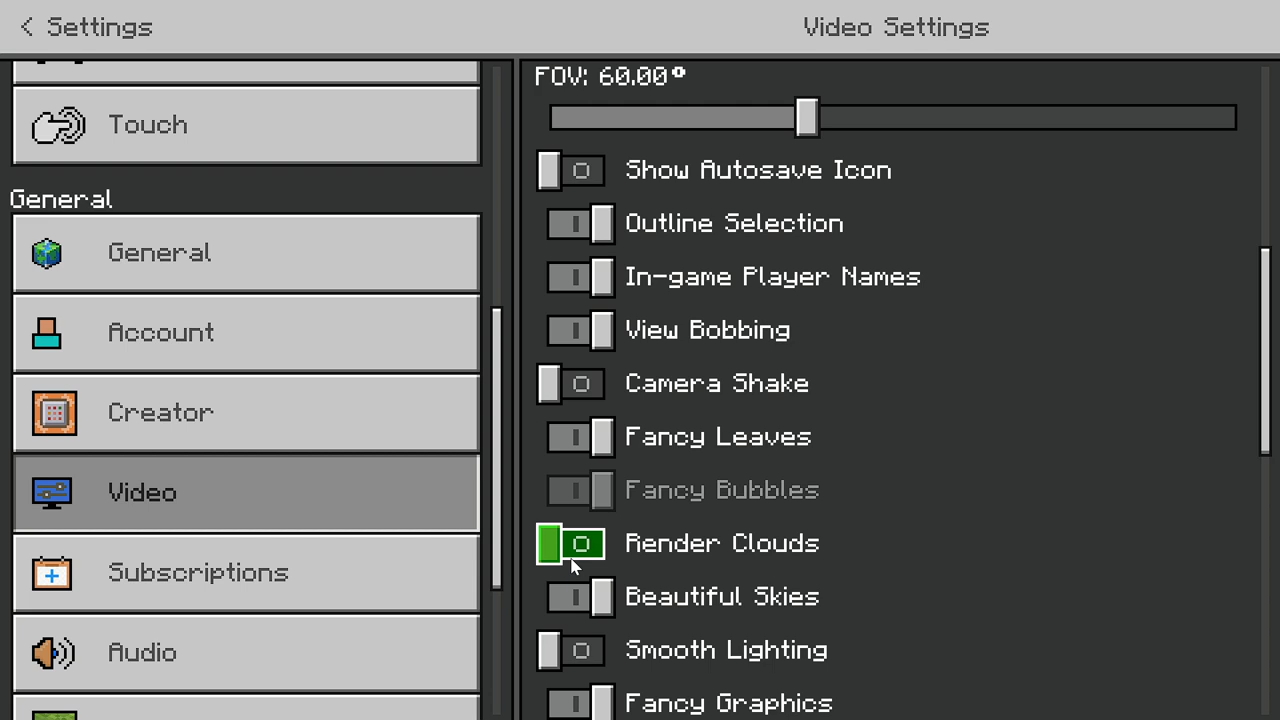 Settings
Video Settings
Touch
General
General
Account
Creator
Video
Subscriptions
Audio
FOV: 60.00°
Show Autosave Icon
Outline Selection
In-game Player Names
View Bobbing
Camera Shake
Fancy Leaves
Fancy Bubbles
Render Clouds
Beautiful Skies
Smooth Lighting
Fancy Graphics